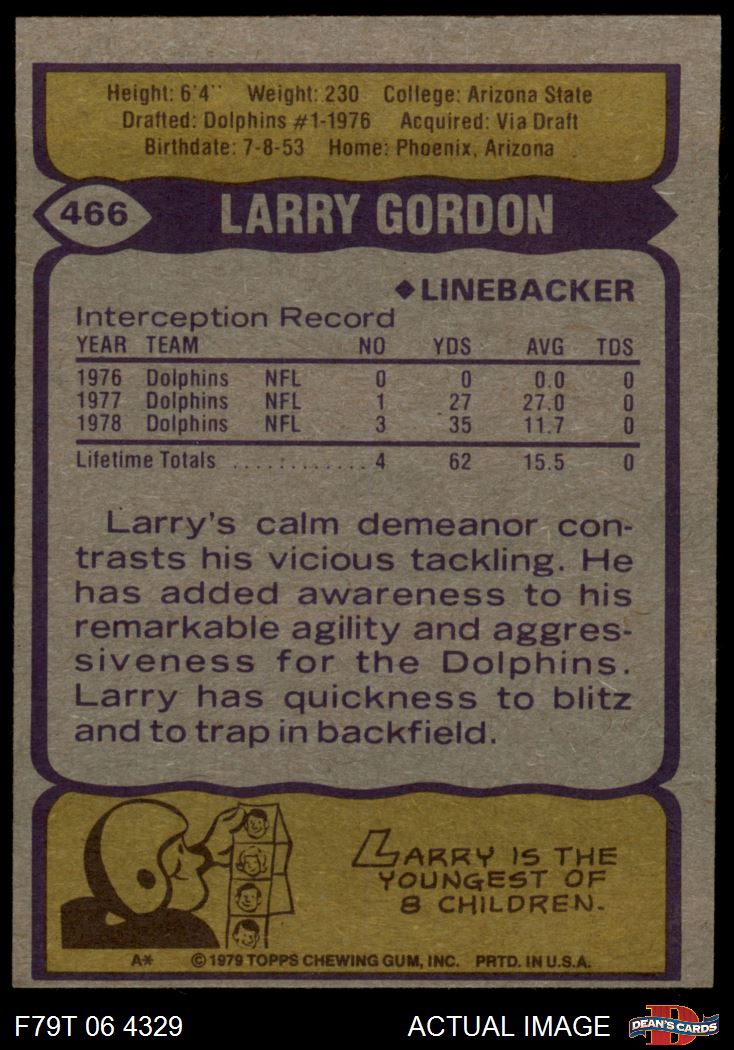 Height: 6'4" Weight: 230 College: Arizona State
Drafted: Dolphins #1-1976 Acquired: Via Draft
Birthdate: 7-8-53 Home: Phoenix, Arizona
466 LARRY GORDON
◆LINEBACKER
Interception Record
YEAR TEAM NO YDS AVG TDS
1976 Dolphins NFL 0 0 0.0 0
1977 Dolphins NFL 1 27 27.0 0
1978 Dolphins NFL 3 35 11.7 0
Lifetime Totals ............ 4 62 15.5 0
Larry's calm demeanor con-
trasts his vicious tackling. He
has added awareness to his
remarkable agility and aggres-
siveness for the Dolphins.
Larry has quickness to blitz
and to trap in backfield.
LARRY IS THE
YOUNGEST OF
8 CHILDREN.
A* © 1979 TOPPS CHEWING GUM, INC. PRTD. IN U.S.A.
F79T 06 4329 ACTUAL IMAGE DEAN'S CARDS